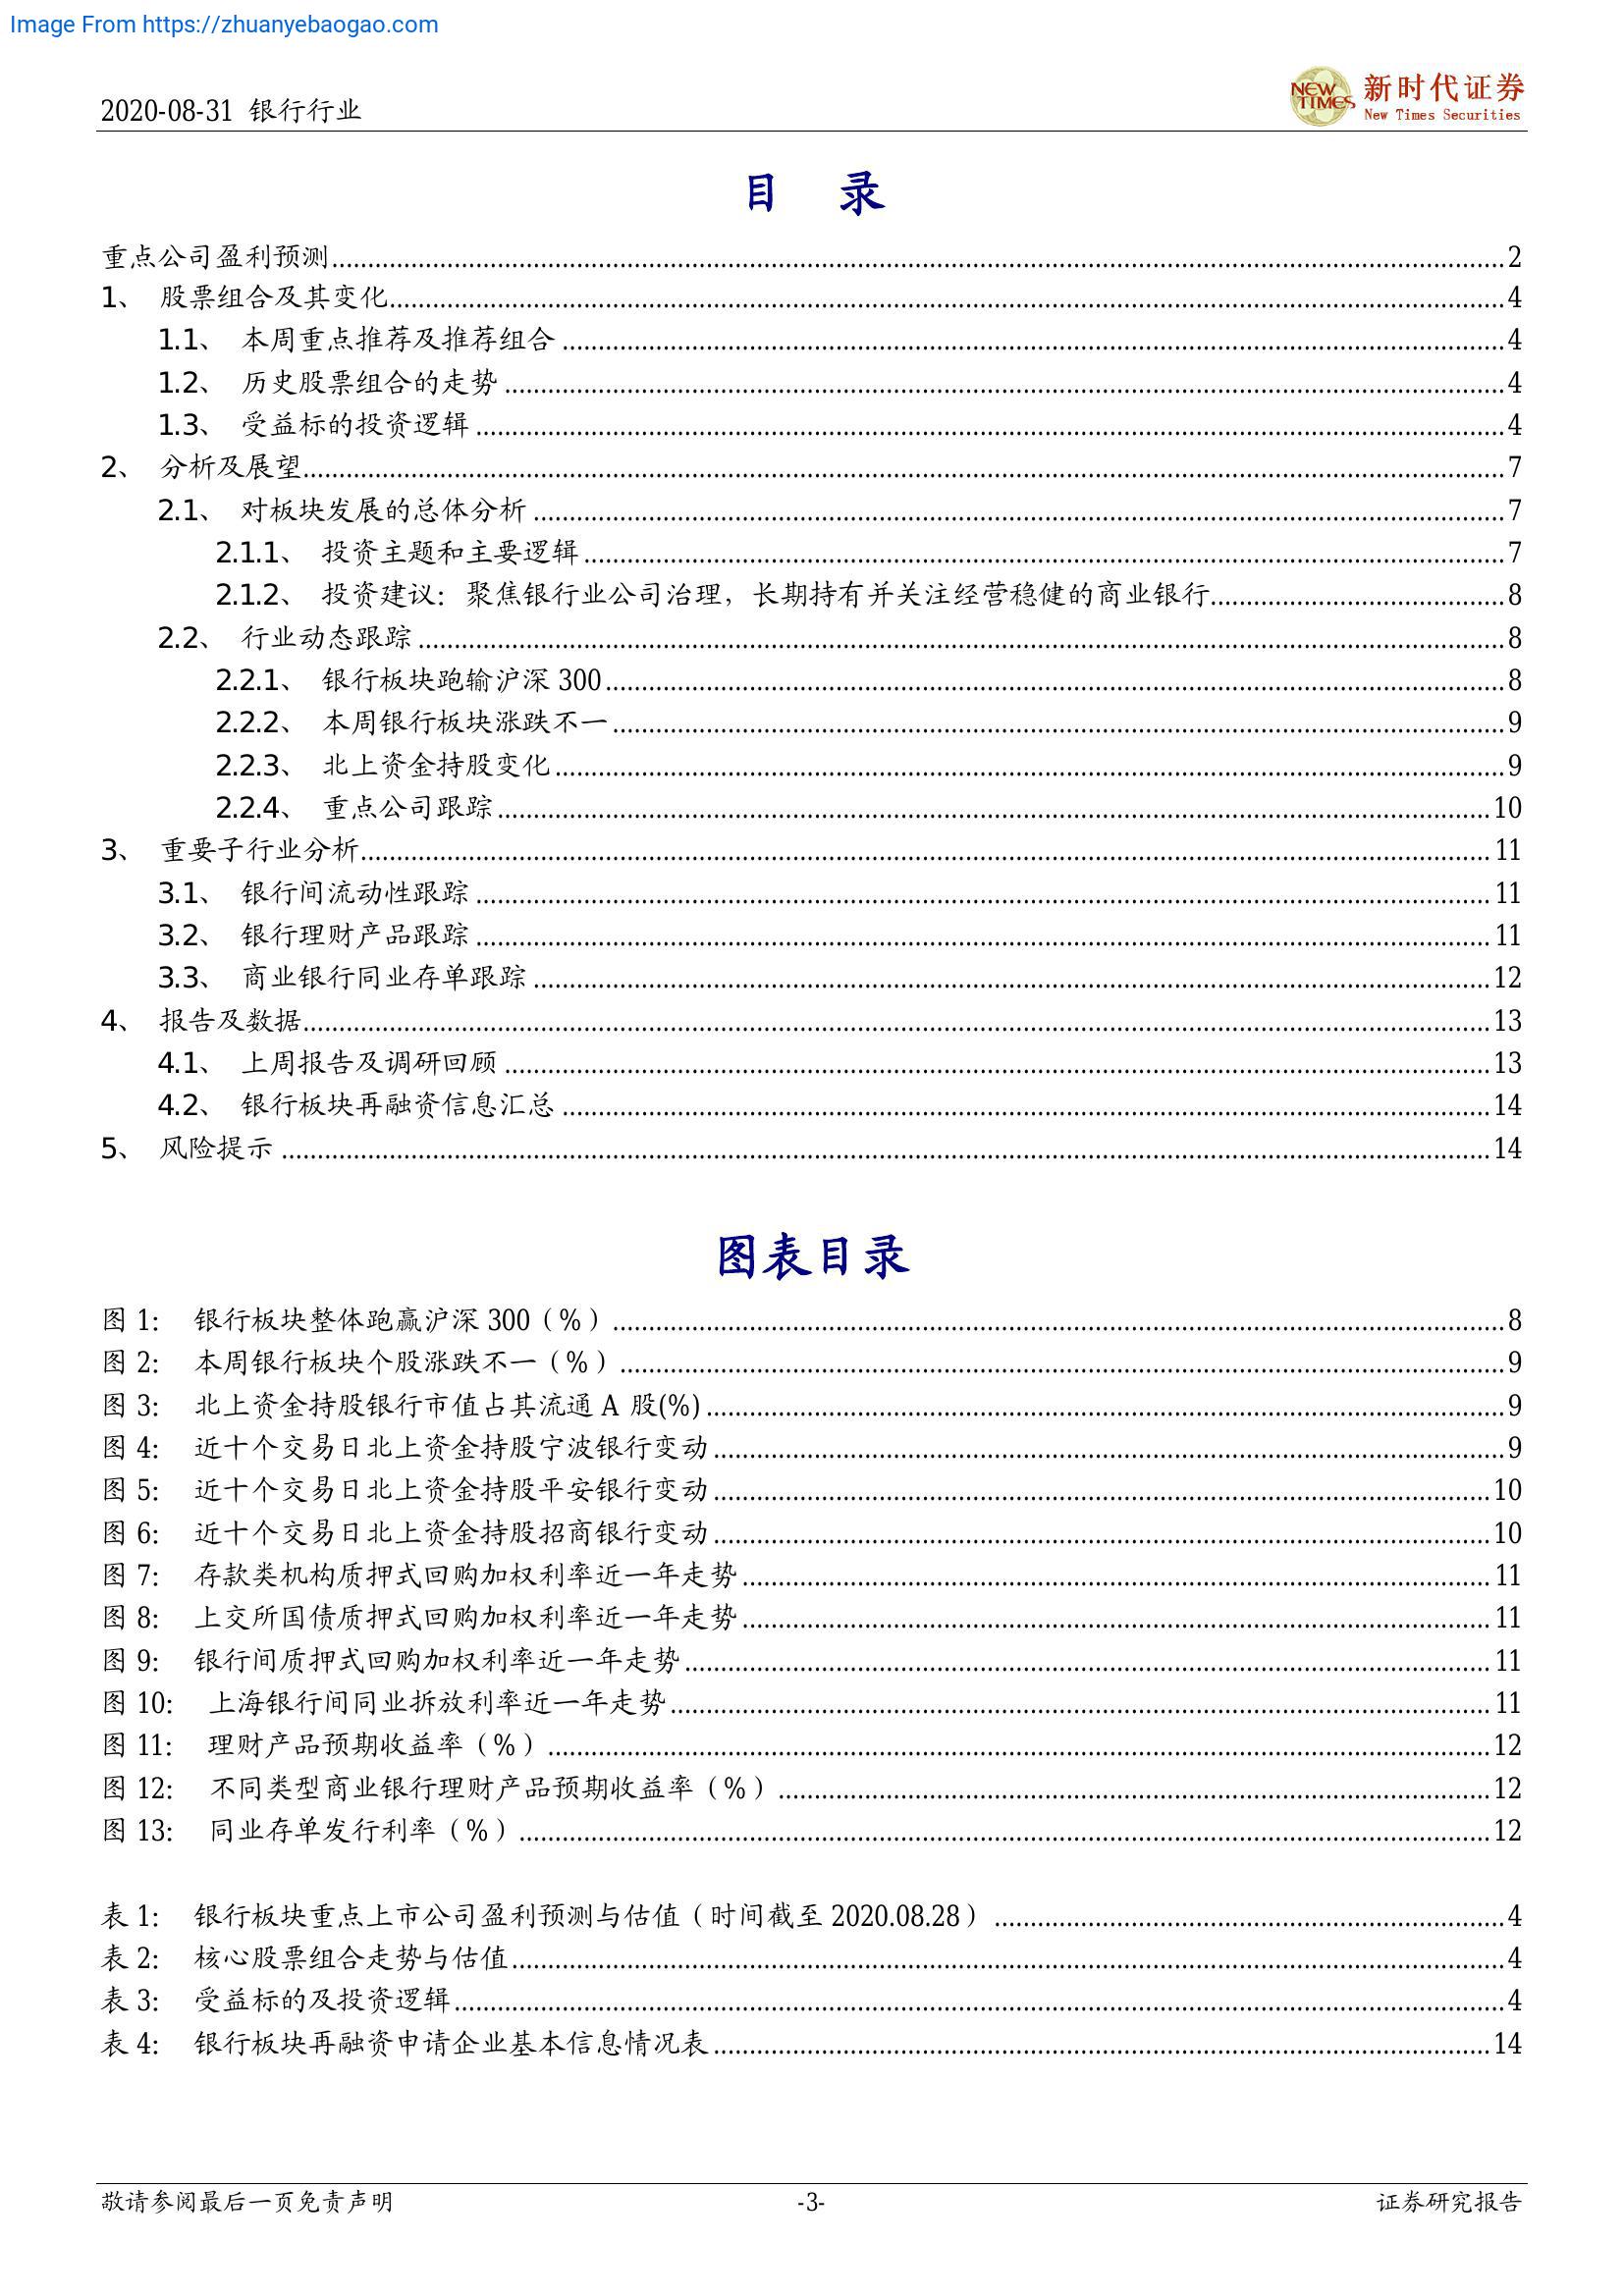 Image From https://zhuanyebaogao.com
2020-08-31 银行行业
NEW TIMES 新时代证券
New Times Securities
目 录
重点公司盈利预测 2
1、 股票组合及其变化 4
1.1、 本周重点推荐及推荐组合 4
1.2、 历史股票组合的走势 4
1.3、 受益标的投资逻辑 4
2、 分析及展望 7
2.1、 对板块发展的总体分析 7
2.1.1、 投资主题和主要逻辑 7
2.1.2、 投资建议：聚焦银行业公司治理，长期持有并关注经营稳健的商业银行 8
2.2、 行业动态跟踪 8
2.2.1、 银行板块跑输沪深 300 8
2.2.2、 本周银行板块涨跌不一 9
2.2.3、 北上资金持股变化 9
2.2.4、 重点公司跟踪 10
3、 重要子行业分析 11
3.1、 银行间流动性跟踪 11
3.2、 银行理财产品跟踪 11
3.3、 商业银行同业存单跟踪 12
4、 报告及数据 13
4.1、 上周报告及调研回顾 13
4.2、 银行板块再融资信息汇总 14
5、 风险提示 14
图表目录
图 1： 银行板块整体跑赢沪深 300（%） 8
图 2： 本周银行板块个股涨跌不一（%） 9
图 3： 北上资金持股银行市值占其流通 A 股(%) 9
图 4： 近十个交易日北上资金持股宁波银行变动 9
图 5： 近十个交易日北上资金持股平安银行变动 10
图 6： 近十个交易日北上资金持股招商银行变动 10
图 7： 存款类机构质押式回购加权利率近一年走势 11
图 8： 上交所国债质押式回购加权利率近一年走势 11
图 9： 银行间质押式回购加权利率近一年走势 11
图 10： 上海银行间同业拆放利率近一年走势 11
图 11： 理财产品预期收益率（%） 12
图 12： 不同类型商业银行理财产品预期收益率（%） 12
图 13： 同业存单发行利率（%） 12
表 1： 银行板块重点上市公司盈利预测与估值（时间截至 2020.08.28） 4
表 2： 核心股票组合走势与估值 4
表 3： 受益标的及投资逻辑 4
表 4： 银行板块再融资申请企业基本信息情况表 14
敬请参阅最后一页免责声明 -3- 证券研究报告